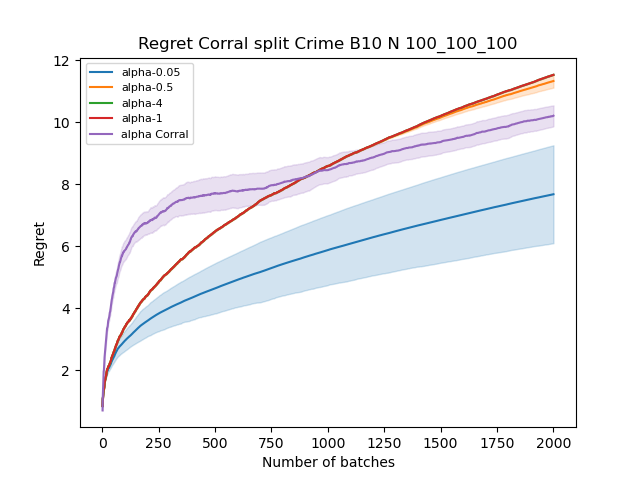 Regret Corral split Crime B10 N 100_100_100
alpha-0.05
alpha-0.5
alpha-4
alpha-1
alpha Corral
Regret
12
10
8
6
4
2
0
250
500
750
1000
1250
1500
1750
2000
Number of batches